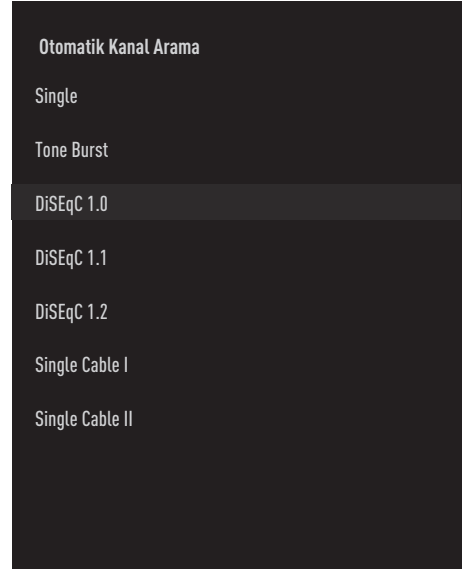 Otomatik Kanal Arama
Single
Tone Burst
DiSEqC 1.0
DiSEqC 1.1
DiSEqC 1.2
Single Cable I
Single Cable II